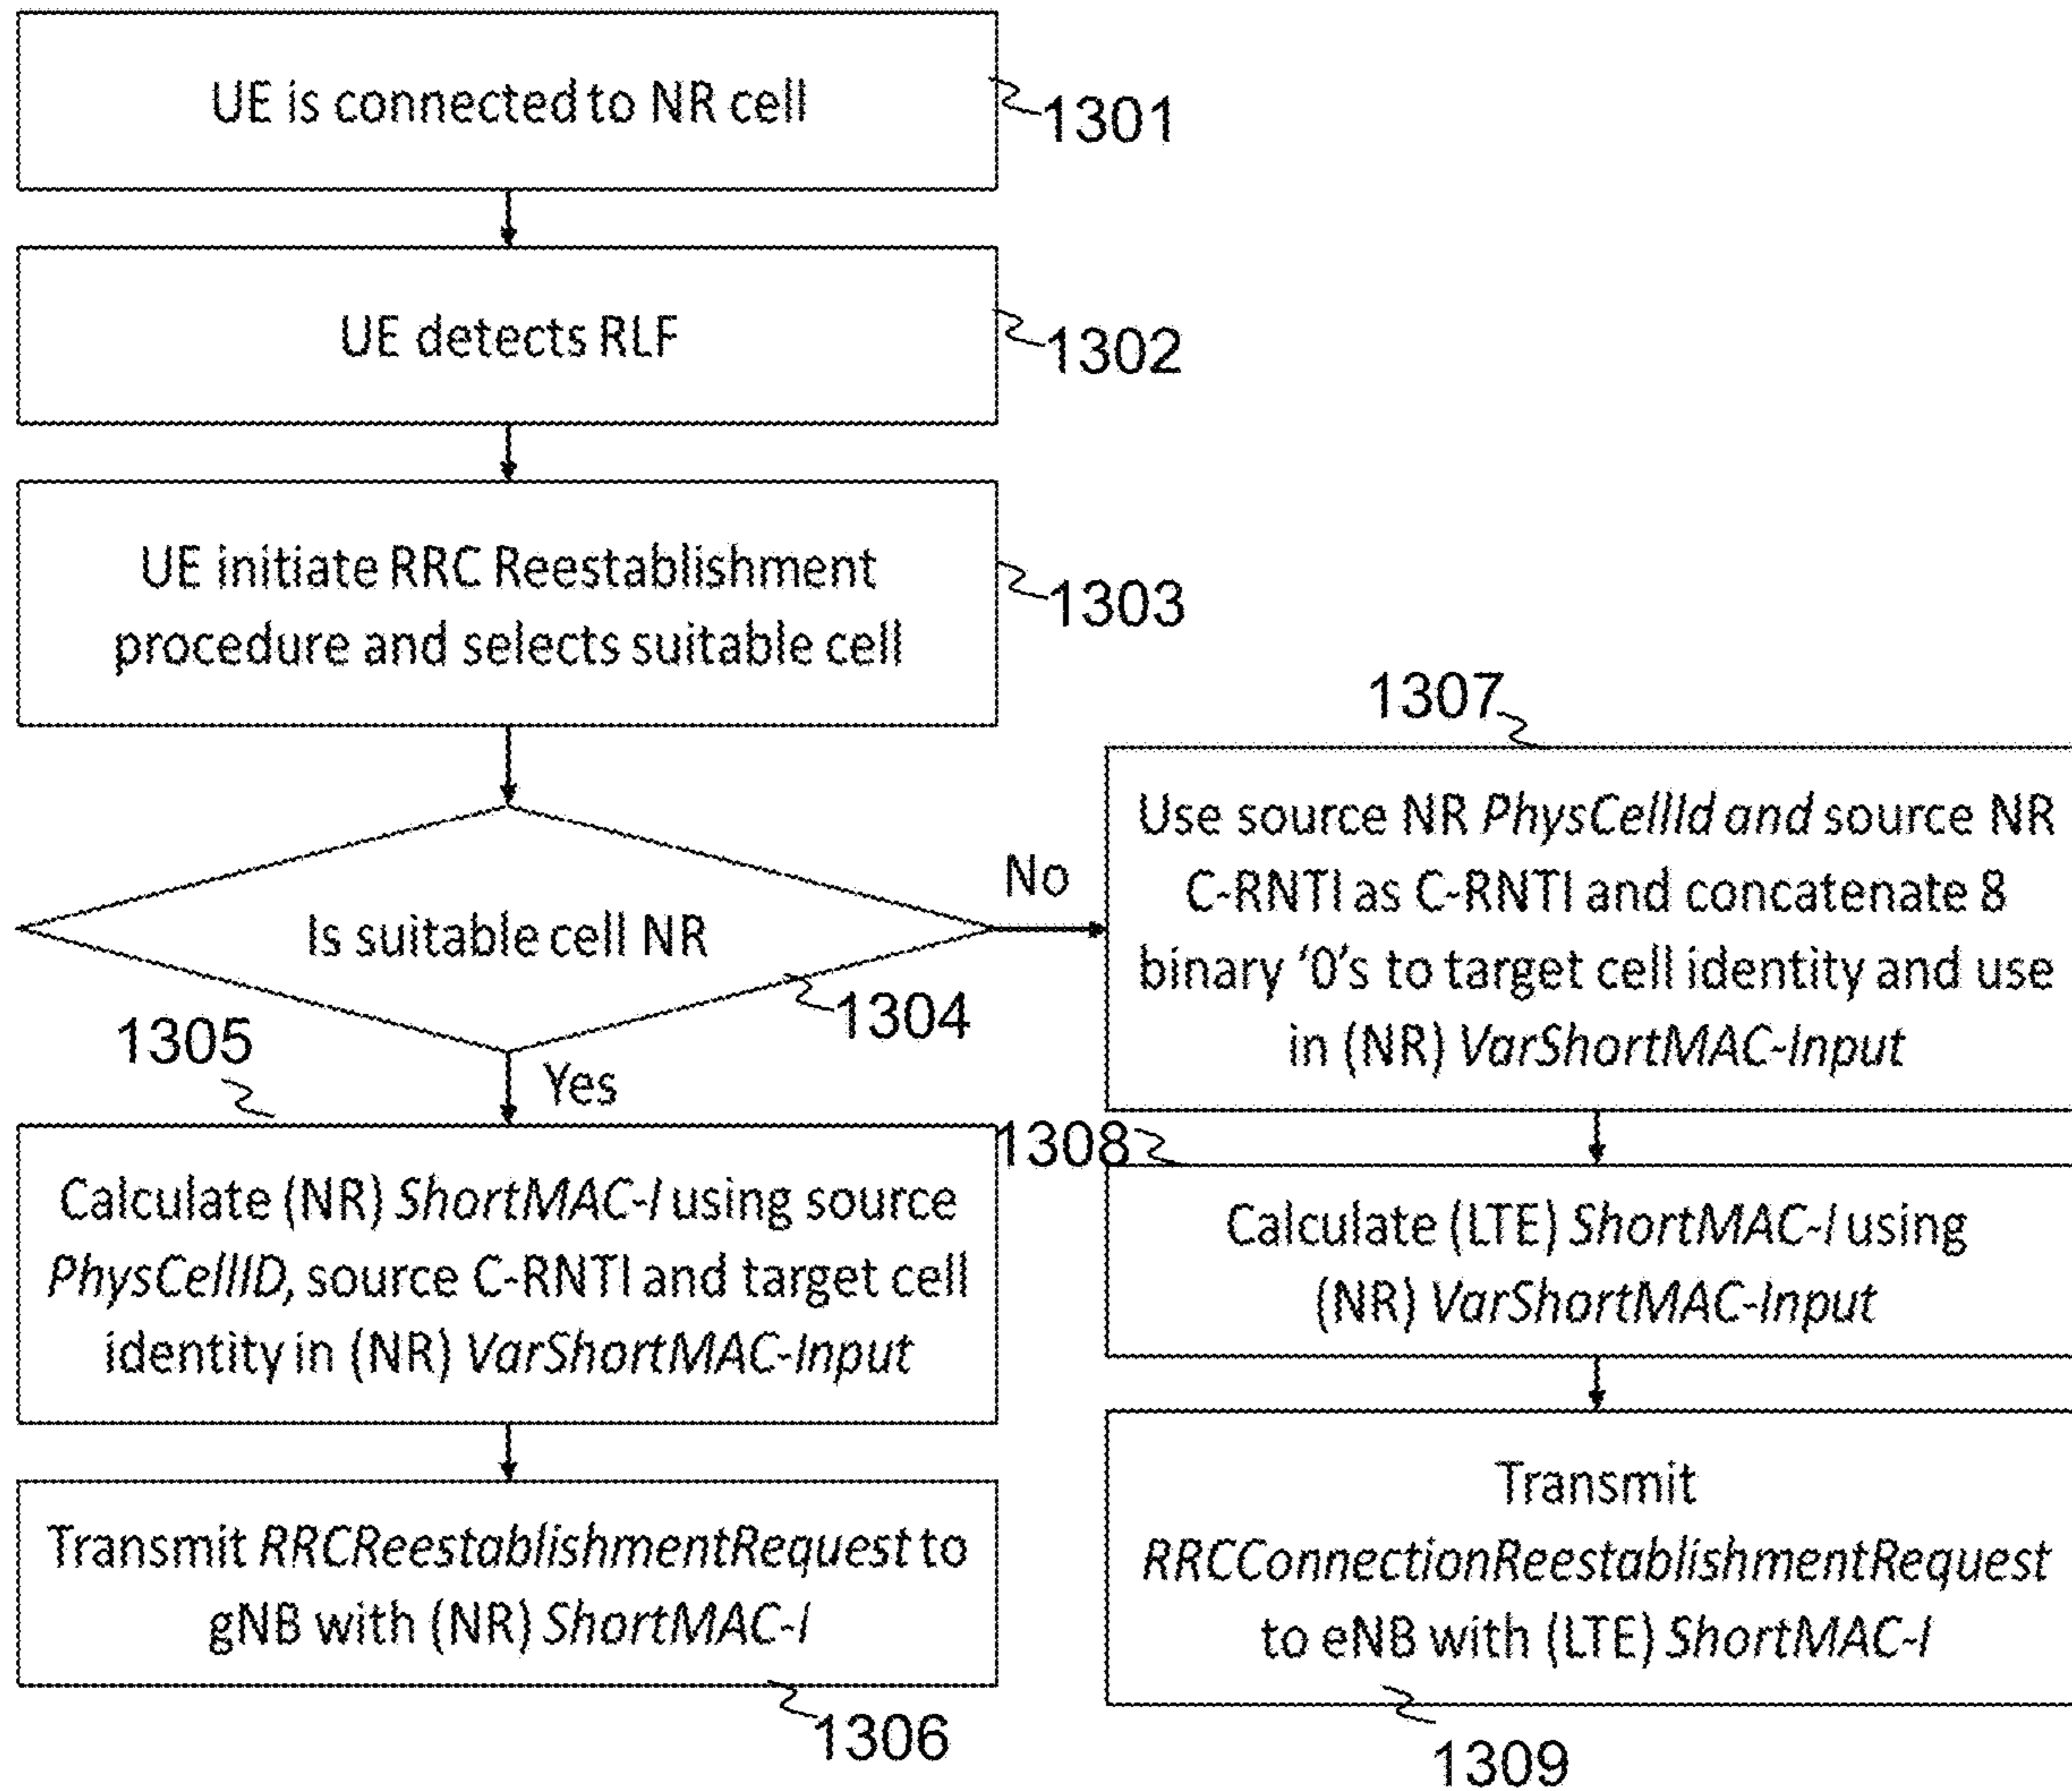 UE is connected to NR cell
1301
UE detects RLF
1302
UE initiate RRC Reestablishment
procedure and selects suitable cell
1303
Is suitable cell NR
1304
No
Yes
1305
Calculate (NR) ShortMAC-I using source
PhysCellID, source C-RNTI and target cell
identity in (NR) VarShortMAC-Input
Transmit RRCReestablishmentRequest to
gNB with (NR) ShortMAC-I
1306
1307
Use source NR PhysCellId and source NR
C-RNTI as C-RNTI and concatenate 8
binary ‘0’s to target cell identity and use
in (NR) VarShortMAC-Input
1308
Calculate (LTE) ShortMAC-I using
(NR) VarShortMAC-Input
Transmit
RRCConnectionReestablishmentRequest
to eNB with (LTE) ShortMAC-I
1309